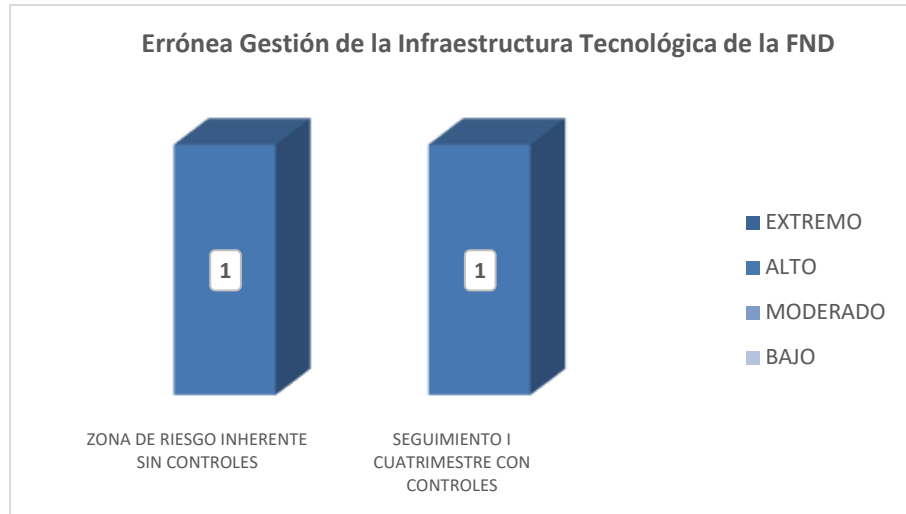 Errónea Gestión de la Infraestructura Tecnológica de la FND
1
1
EXTREMO
ALTO
MODERADO
BAJO
ZONA DE RIESGO INHERENTE
SIN CONTROLES
SEGUIMIENTO I
CUATRIMESTRE CON
CONTROLES